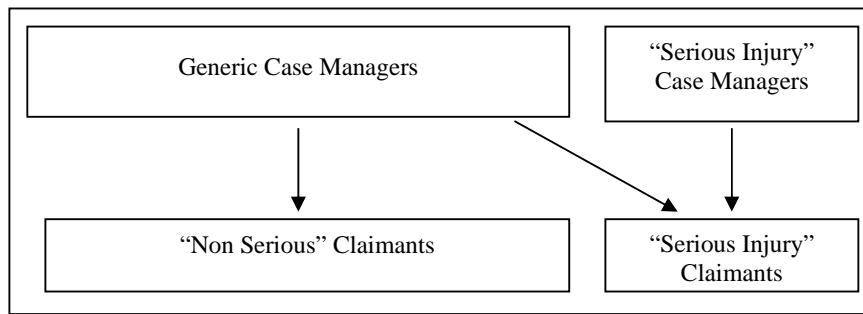 Generic Case Managers
“Serious Injury”
Case Managers
“Non Serious” Claimants
“Serious Injury”
Claimants